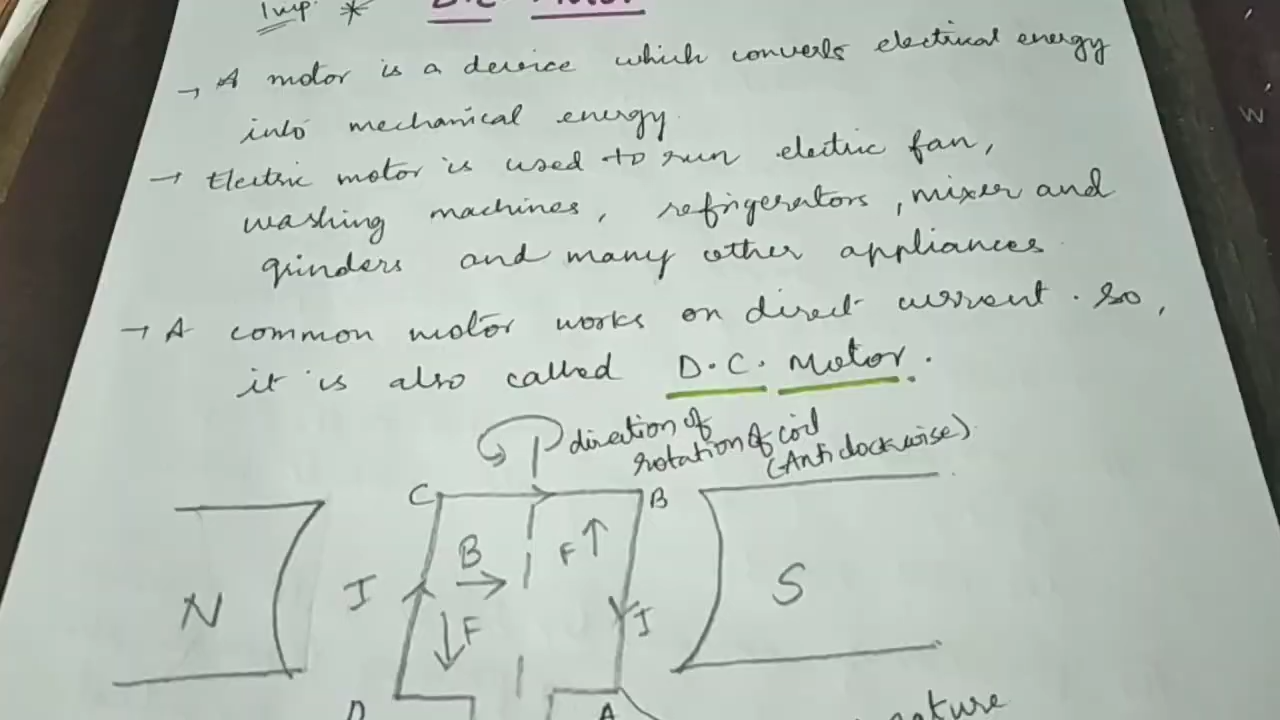 Imp. * D.C Motor
→ A motor is a device which converts electrical energy
into mechanical energy.
→ Electric motor is used to run electric fan,
washing machines, refrigerators, mixer and
grinders and many other appliances.
→ A common motor works on direct current. So,
it is also called D.C. Motor.
direction of
rotation of coil
(Anticlockwise)
C B
N I B → F ↑ S
↓ F I
D A